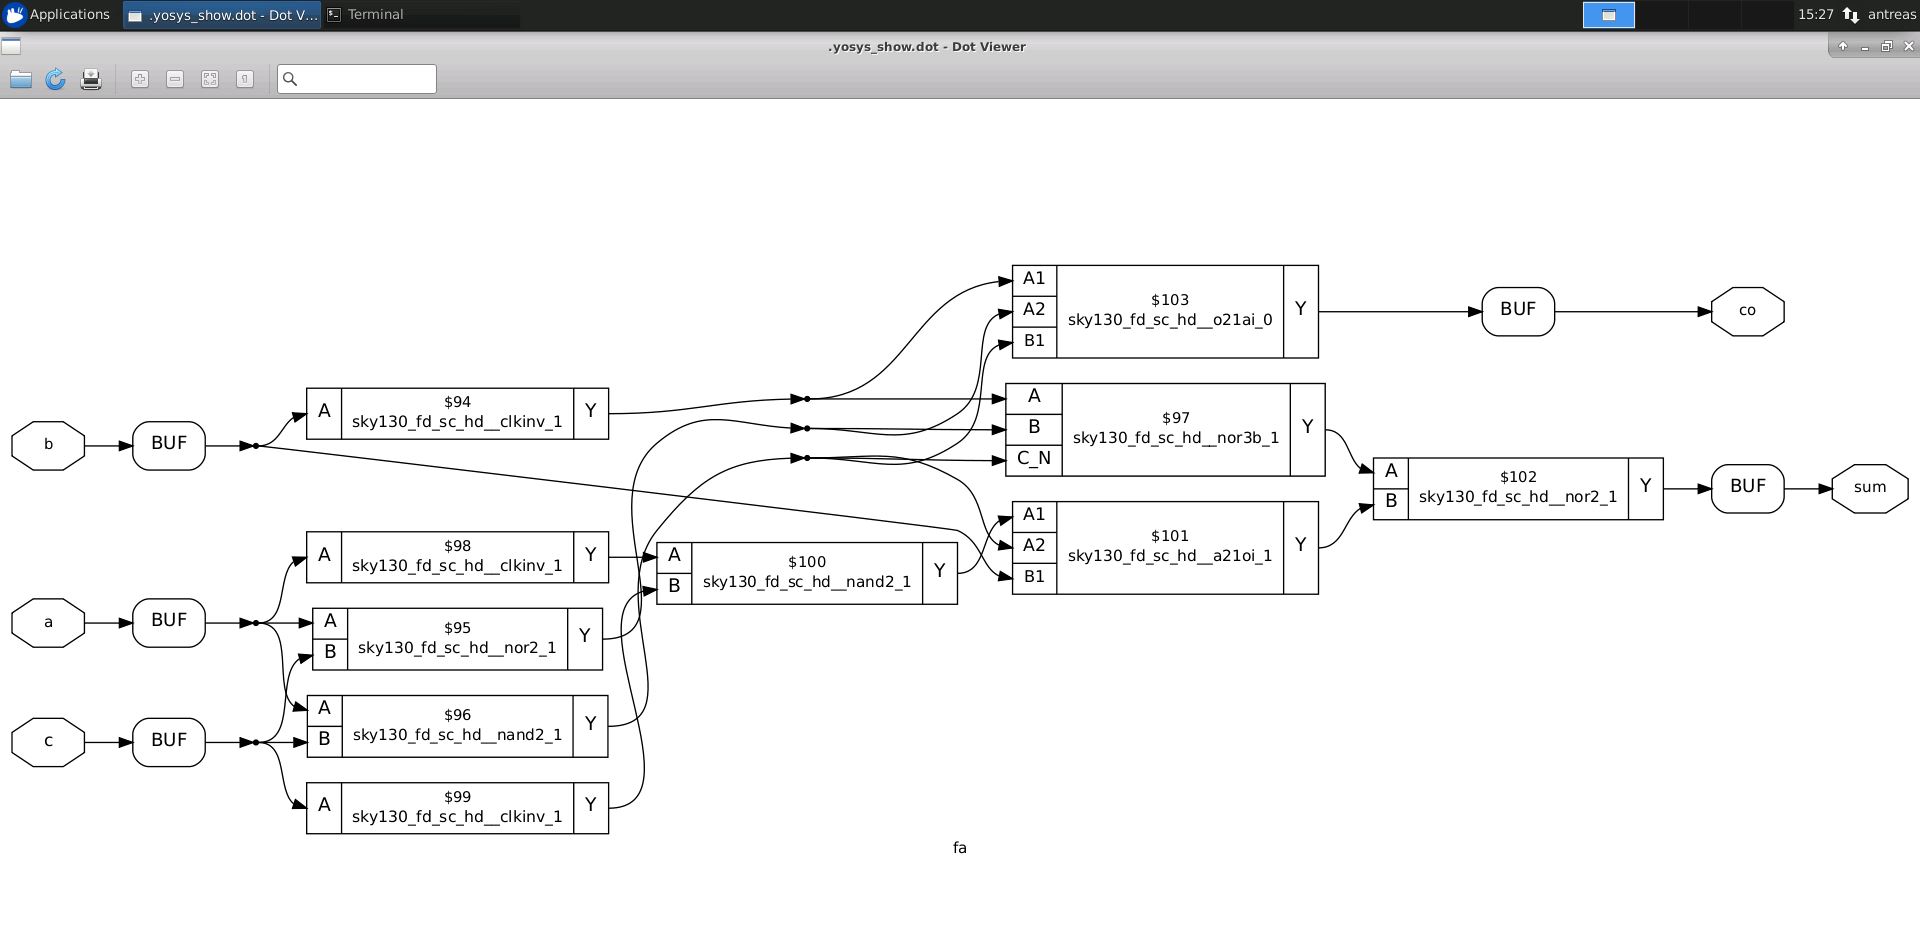 Applications
.yosys_show.dot - Dot V...
Terminal
15:27
antreas
.yosys_show.dot - Dot Viewer
A1
A2
B1
$103
sky130_fd_sc_hd__o21ai_0
Y
BUF
co
A
$94
sky130_fd_sc_hd__clkinv_1
Y
A
B
C_N
$97
sky130_fd_sc_hd__nor3b_1
Y
b
BUF
A
B
$102
sky130_fd_sc_hd__nor2_1
Y
BUF
sum
A1
A2
B1
$101
sky130_fd_sc_hd__a21oi_1
Y
A
$98
sky130_fd_sc_hd__clkinv_1
Y
A
B
$100
sky130_fd_sc_hd__nand2_1
Y
a
BUF
A
B
$95
sky130_fd_sc_hd__nor2_1
Y
A
B
$96
sky130_fd_sc_hd__nand2_1
Y
c
BUF
A
$99
sky130_fd_sc_hd__clkinv_1
Y
fa